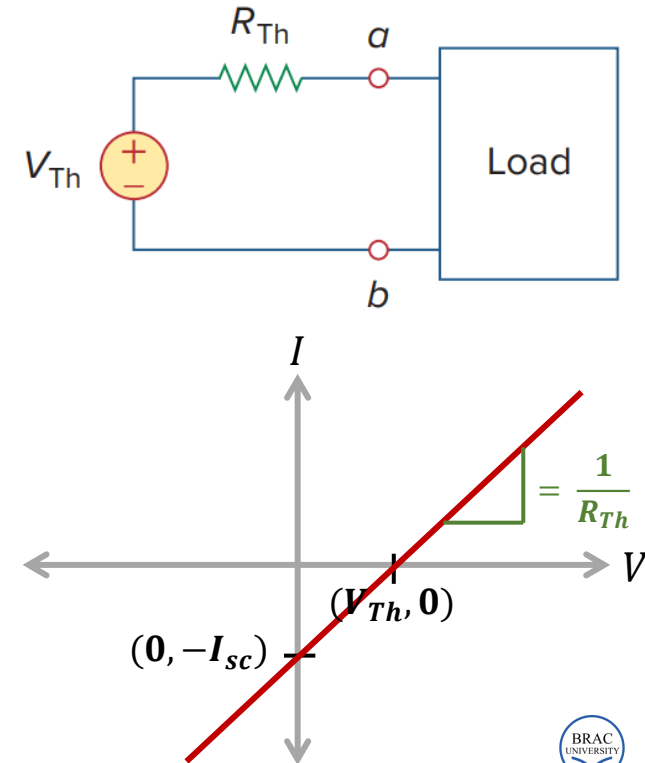 R_Th
a
V_Th
+
−
Load
b
I
= 1/R_Th
V
(V_Th, 0)
(0, −I_sc)
BRAC
UNIVERSITY